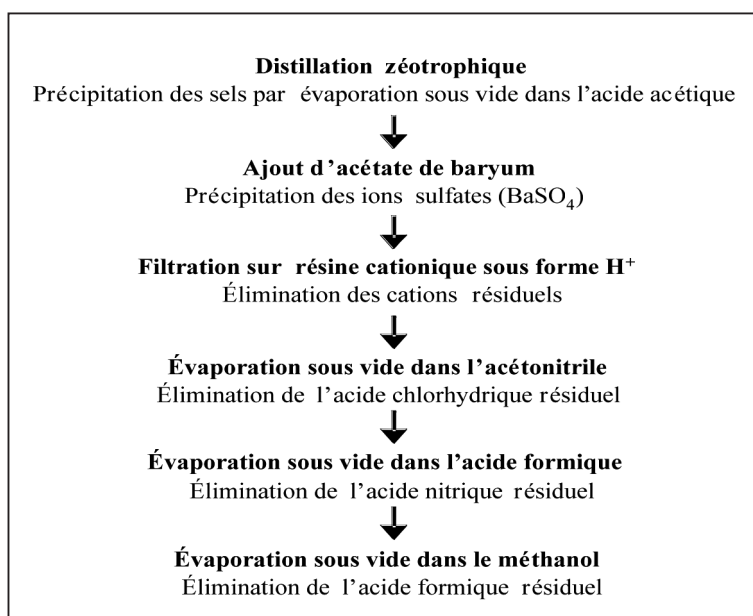 Distillation zéotrophique
Précipitation des sels par évaporation sous vide dans l'acide acétique
Ajout d'acétate de baryum
Précipitation des ions sulfates (BaSO₄)
Filtration sur résine cationique sous forme H⁺
Élimination des cations résiduels
Évaporation sous vide dans l'acétonitrile
Élimination de l'acide chlorhydrique résiduel
Évaporation sous vide dans l'acide formique
Élimination de l'acide nitrique résiduel
Évaporation sous vide dans le méthanol
Élimination de l'acide formique résiduel